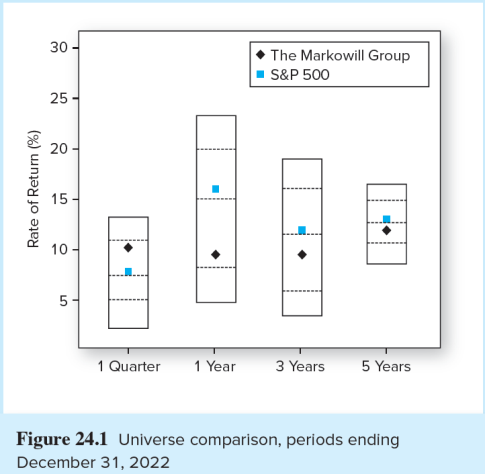 30
25
20
15
10
5
Rate of Return (%)
The Markowill Group
S&P 500
1 Quarter 1 Year 3 Years 5 Years
Figure 24.1 Universe comparison, periods ending
December 31, 2022